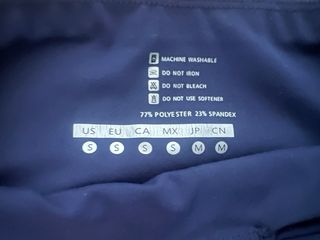 MACHINE WASHABLE
DO NOT IRON
DO NOT BLEACH
DO NOT USE SOFTENER
77% POLYESTER 23% SPANDEX
US EU CA MX JP CN
S S S S M M